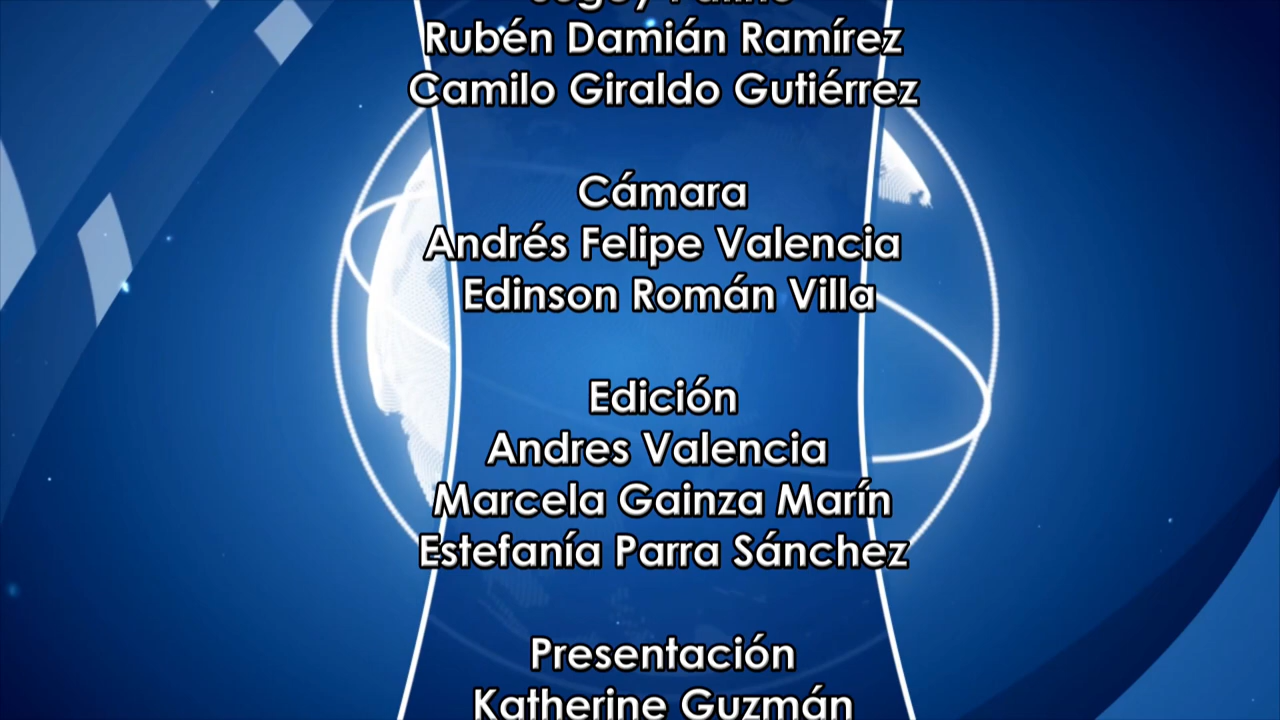 Rubén Damián Ramírez
Camilo Giraldo Gutiérrez
Cámara
Andrés Felipe Valencia
Edinson Román Villa
Edición
Andres Valencia
Marcela Gainza Marín
Estefanía Parra Sánchez
Presentación
Katherine Guzmán